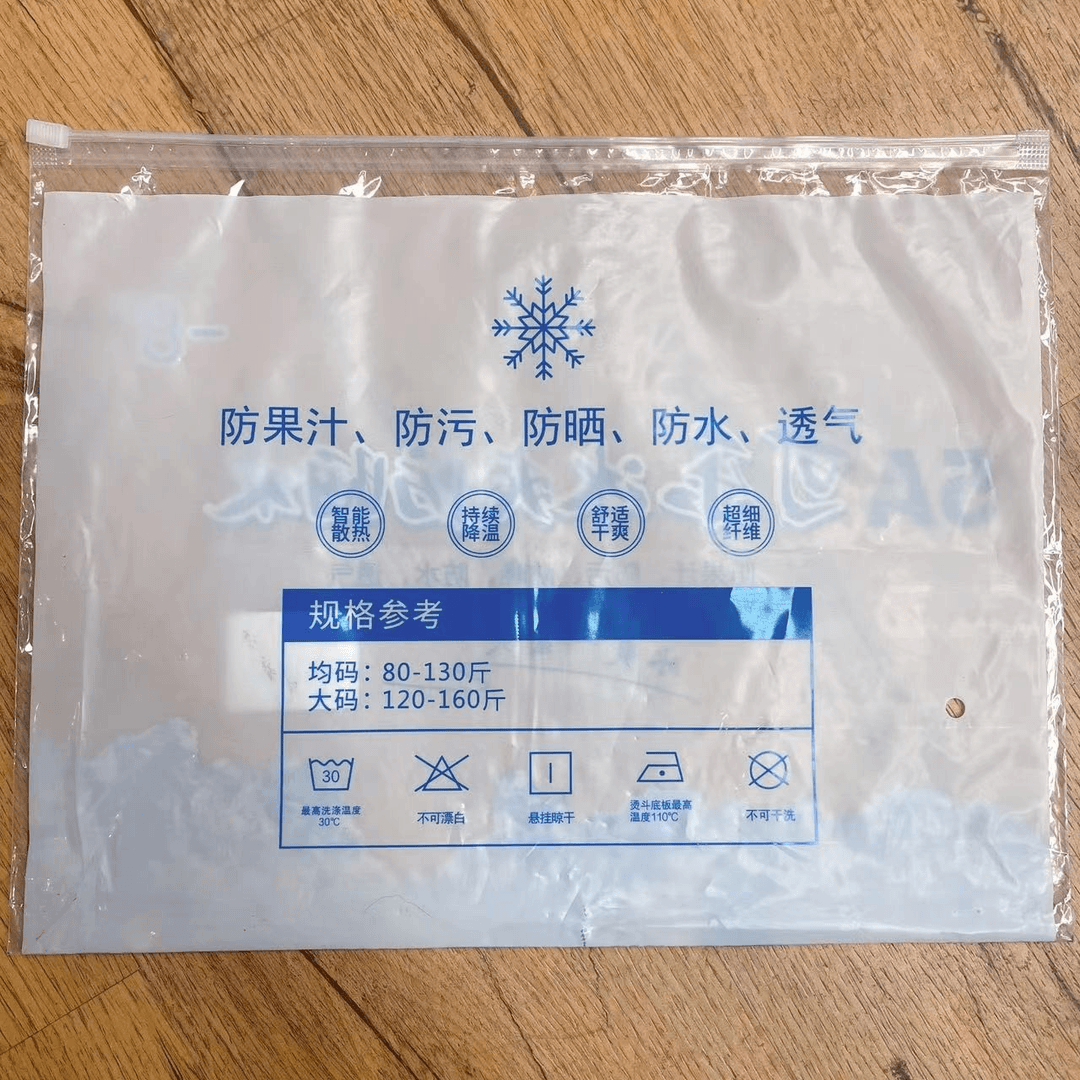 防果汁、防污、防晒、防水、透气
智能
散热
持续
降温
舒适
干爽
超细
纤维
规格参考
均码：80-130斤
大码：120-160斤
30
最高洗涤温度
30℃
不可漂白
悬挂晾干
烫斗底板最高
温度110℃
不可干洗